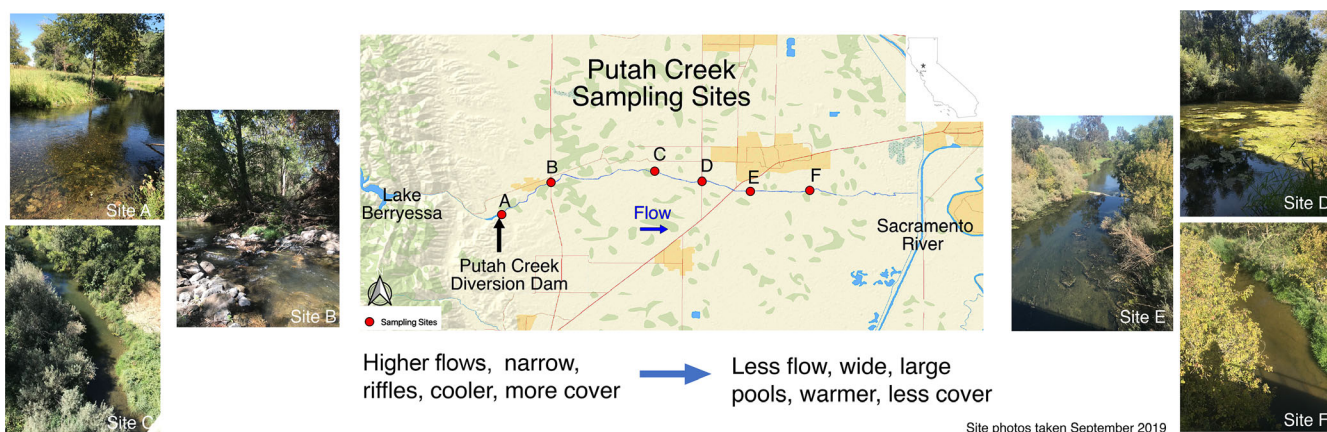 Site A
Site B
Site C
Putah Creek
Sampling Sites
A
B
C
D
E
F
Lake
Berryessa
Flow
Putah Creek
Diversion Dam
Sacramento
River
Sampling Sites
Higher flows, narrow,
riffles, cooler, more cover
Less flow, wide, large
pools, warmer, less cover
Site D
Site E
Site F
Site photos taken September 2019